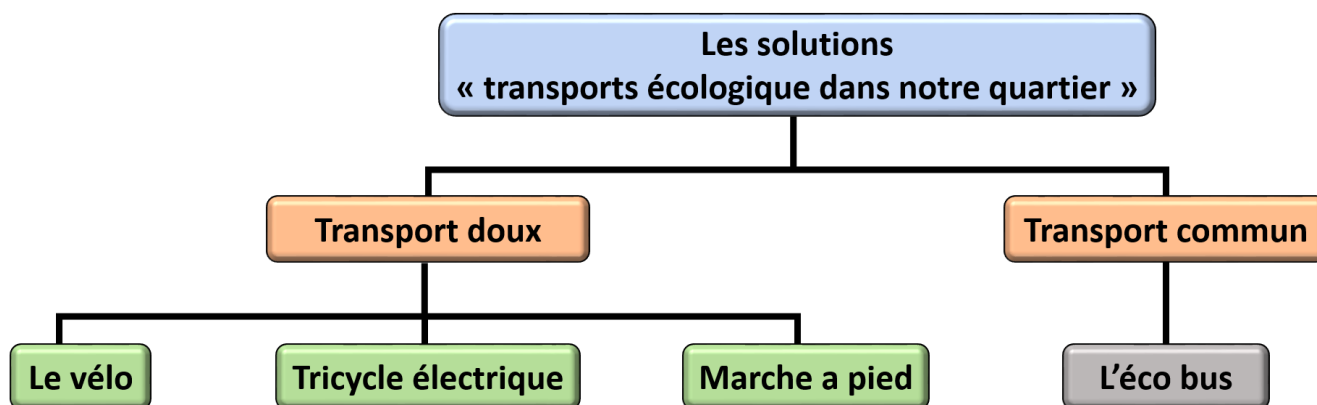 Les solutions
« transports écologique dans notre quartier »
Transport doux
Transport commun
Le vélo
Tricycle électrique
Marche a pied
L’éco bus